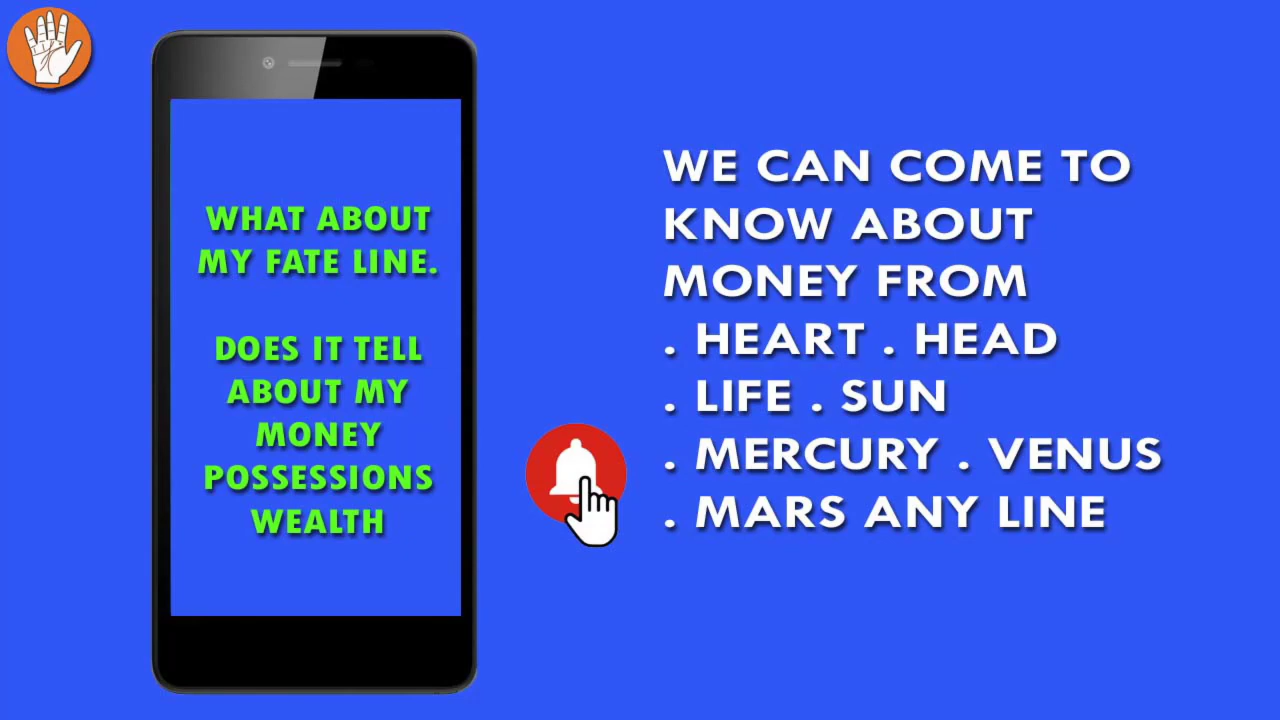 WHAT ABOUT
MY FATE LINE.
DOES IT TELL
ABOUT MY
MONEY
POSSESSIONS
WEALTH
WE CAN COME TO
KNOW ABOUT
MONEY FROM
. HEART . HEAD
. LIFE . SUN
. MERCURY . VENUS
. MARS ANY LINE